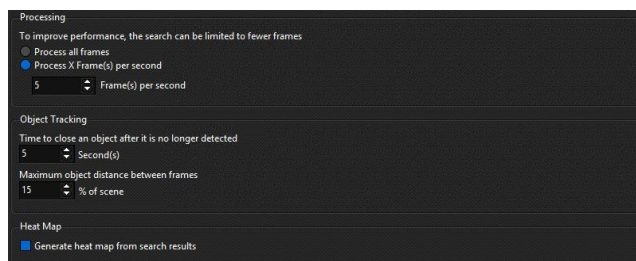 Processing
To improve performance, the search can be limited to fewer frames
Process all frames
Process X Frame(s) per second
5 Frame(s) per second
Object Tracking
Time to close an object after it is no longer detected
5 Second(s)
Maximum object distance between frames
15 % of scene
Heat Map
Generate heat map from search results